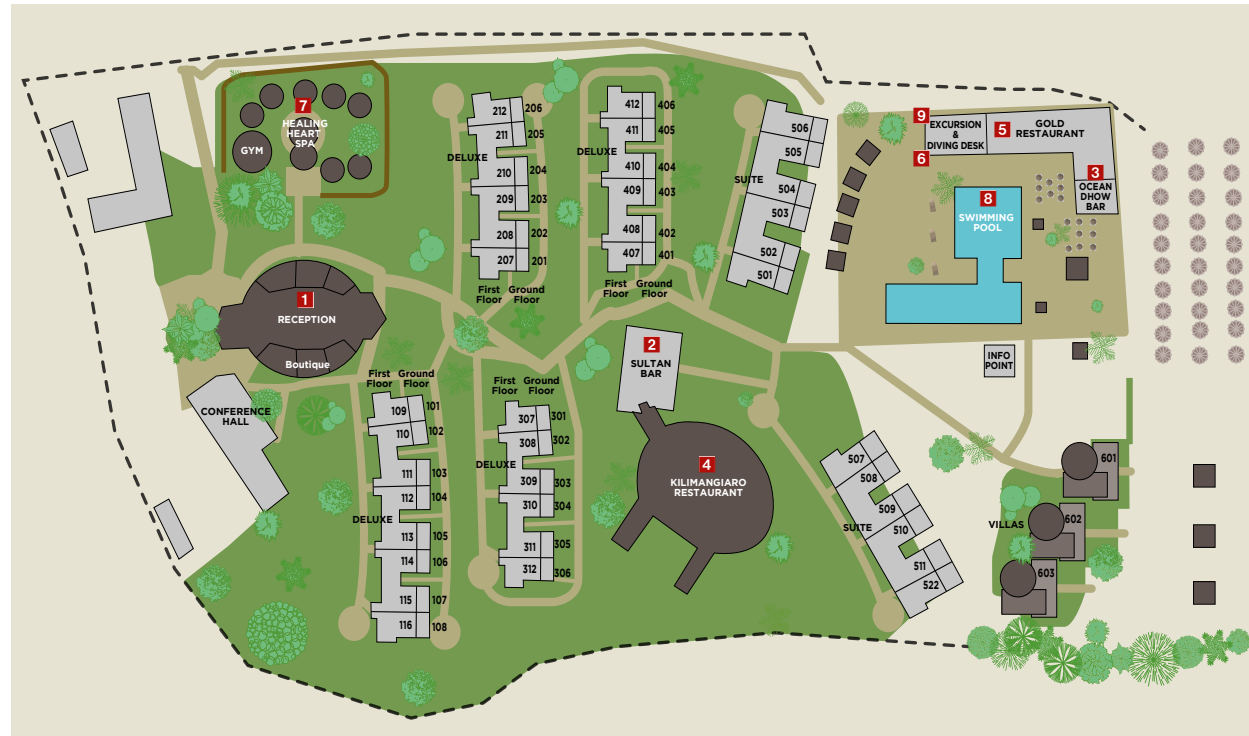 7
HEALING
HEART
SPA
GYM
1
RECEPTION
Boutique
CONFERENCE
HALL
212
206
211
205
DELUXE
210
204
209
203
208
202
207
201
First
Floor
Ground
Floor
412
406
411
405
DELUXE
410
404
409
403
408
402
407
401
First
Floor
Ground
Floor
506
505
SUITE
504
503
502
501
9
EXCURSION
&
DIVING DESK
6
5
GOLD
RESTAURANT
3
OCEAN
DHOW
BAR
8
SWIMMING
POOL
INFO
POINT
2
SULTAN
BAR
4
KILIMANGIARO
RESTAURANT
First
Floor
Ground
Floor
109
101
110
102
111
103
112
104
DELUXE
113
105
114
106
115
107
116
108
First
Floor
Ground
Floor
307
301
308
302
DELUXE
309
303
310
304
311
305
312
306
507
508
509
510
SUITE
511
522
VILLAS
601
602
603